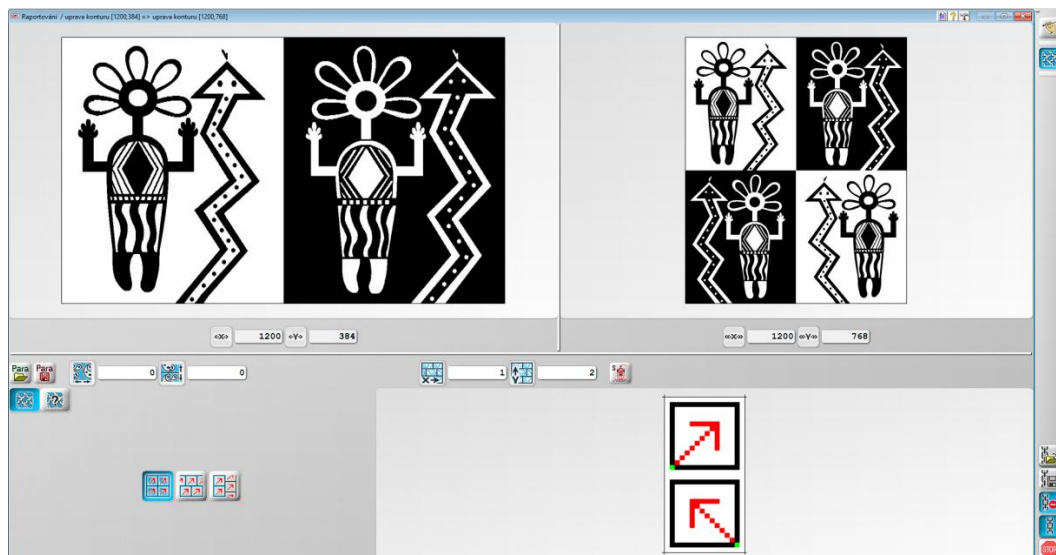 Raportování / uprava konturu [1200,384] => uprava konturu [1200,768]
«X» 1200 «Y» 384
«X» 1200 «Y» 768
Para Para 0 0
X 1 Y 2 S
?
STOP